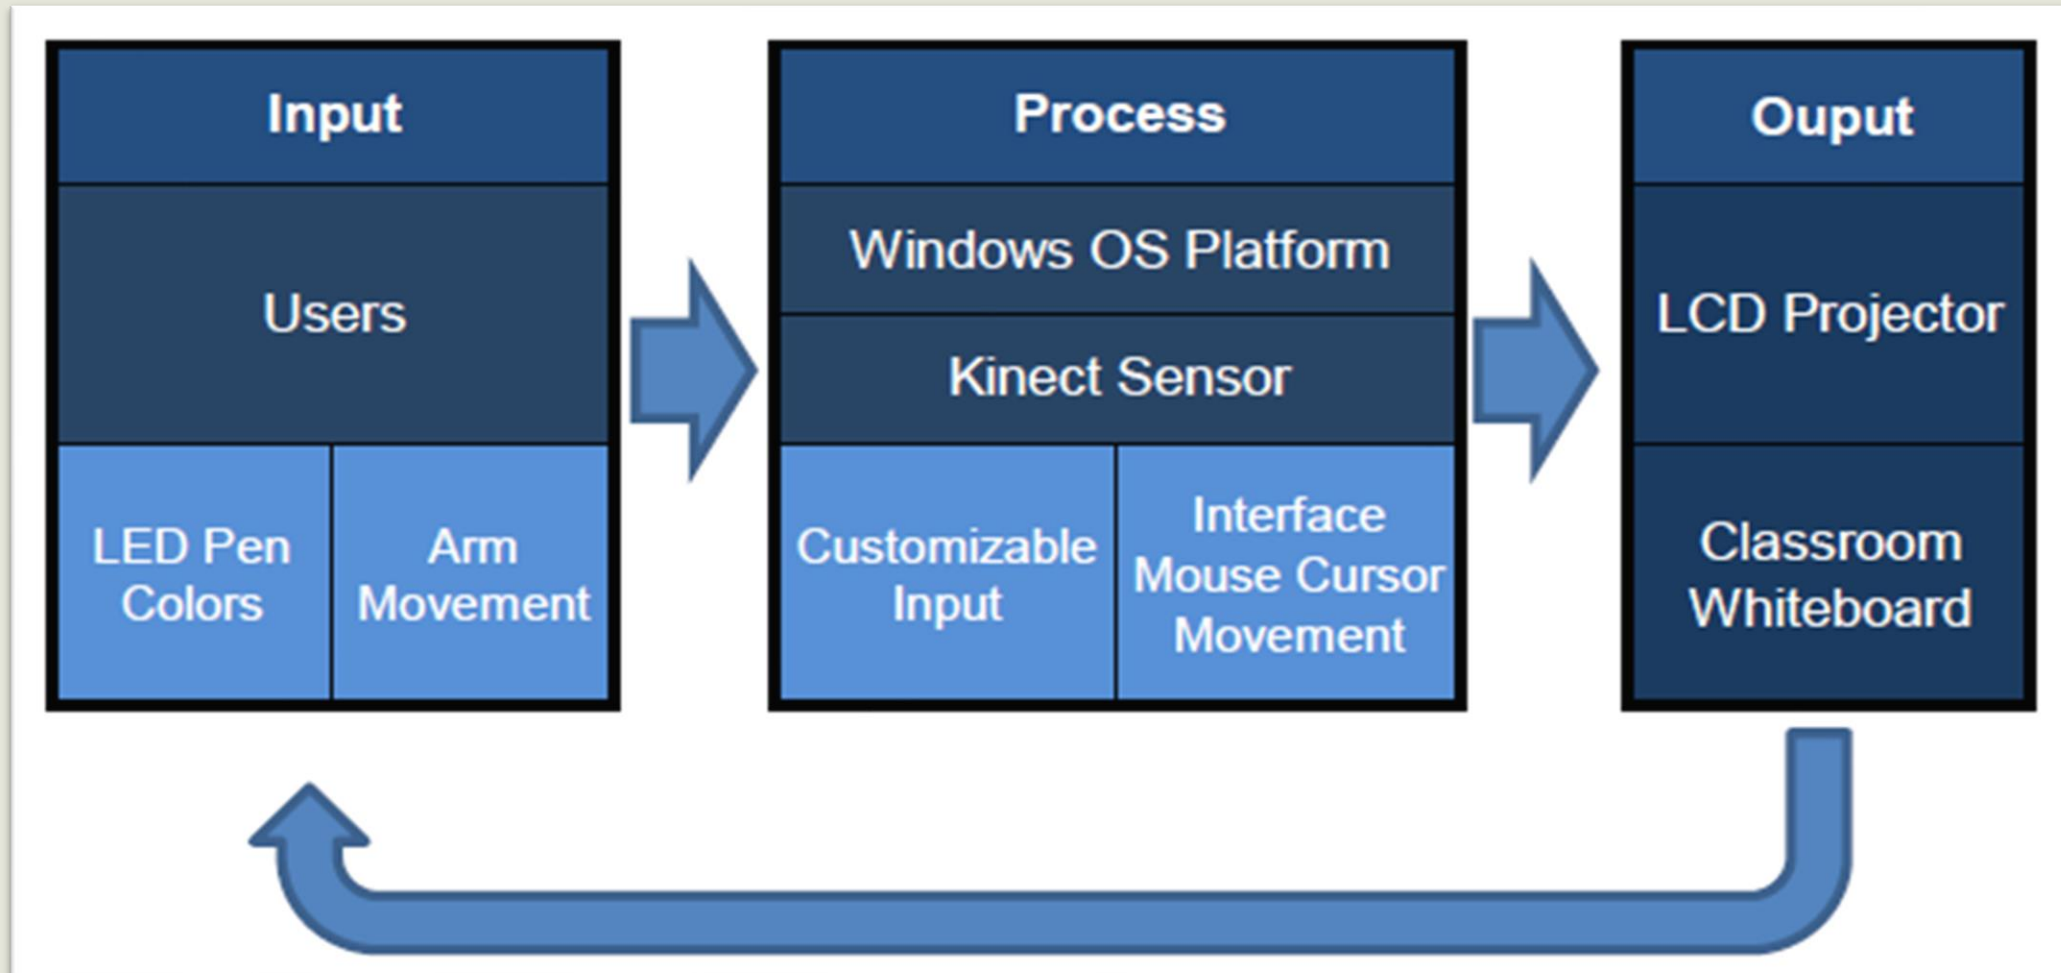 Input
Users
LED Pen
Colors
Arm
Movement
Process
Windows OS Platform
Kinect Sensor
Customizable
Input
Interface
Mouse Cursor
Movement
Ouput
LCD Projector
Classroom
Whiteboard